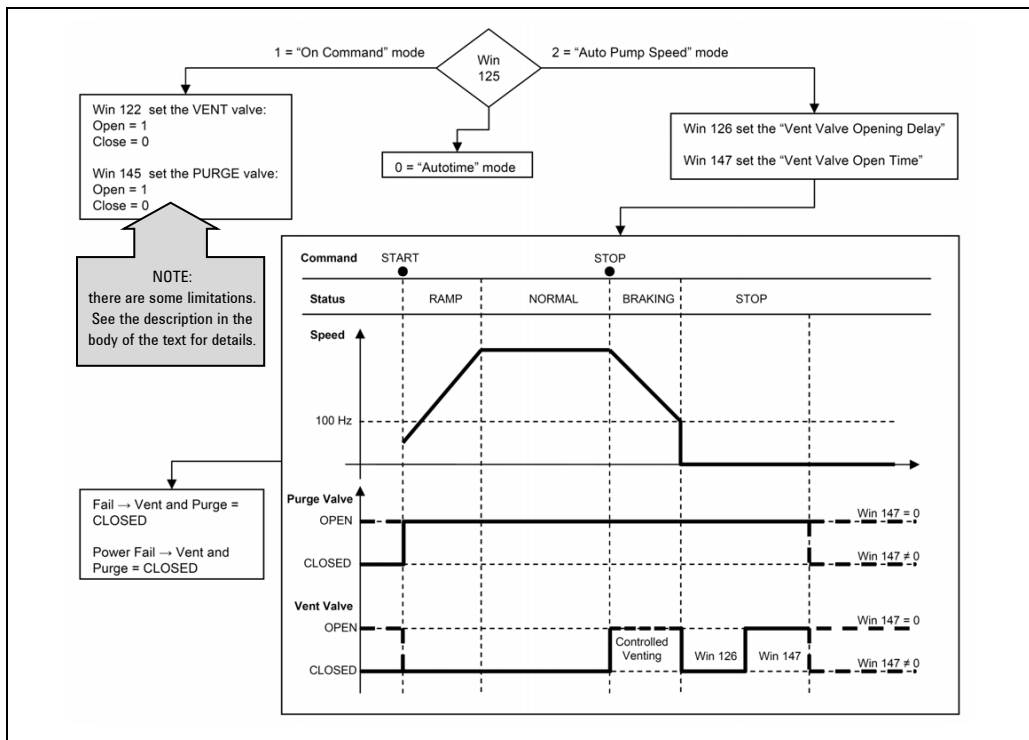 1 = “On Command” mode
Win
125
2 = “Auto Pump Speed” mode
Win 122 set the VENT valve:
Open = 1
Close = 0
Win 145 set the PURGE valve:
Open = 1
Close = 0
0 = “Autotime” mode
Win 126 set the “Vent Valve Opening Delay”
Win 147 set the “Vent Valve Open Time”
NOTE:
there are some limitations.
See the description in the
body of the text for details.
Command START STOP
Status RAMP NORMAL BRAKING STOP
Speed
100 Hz
Fail → Vent and Purge =
CLOSED
Power Fail → Vent and
Purge = CLOSED
Purge Valve
OPEN Win 147 = 0
CLOSED Win 147 ≠ 0
Vent Valve
OPEN Win 147 = 0
Controlled
Venting Win 126 Win 147
CLOSED Win 147 ≠ 0